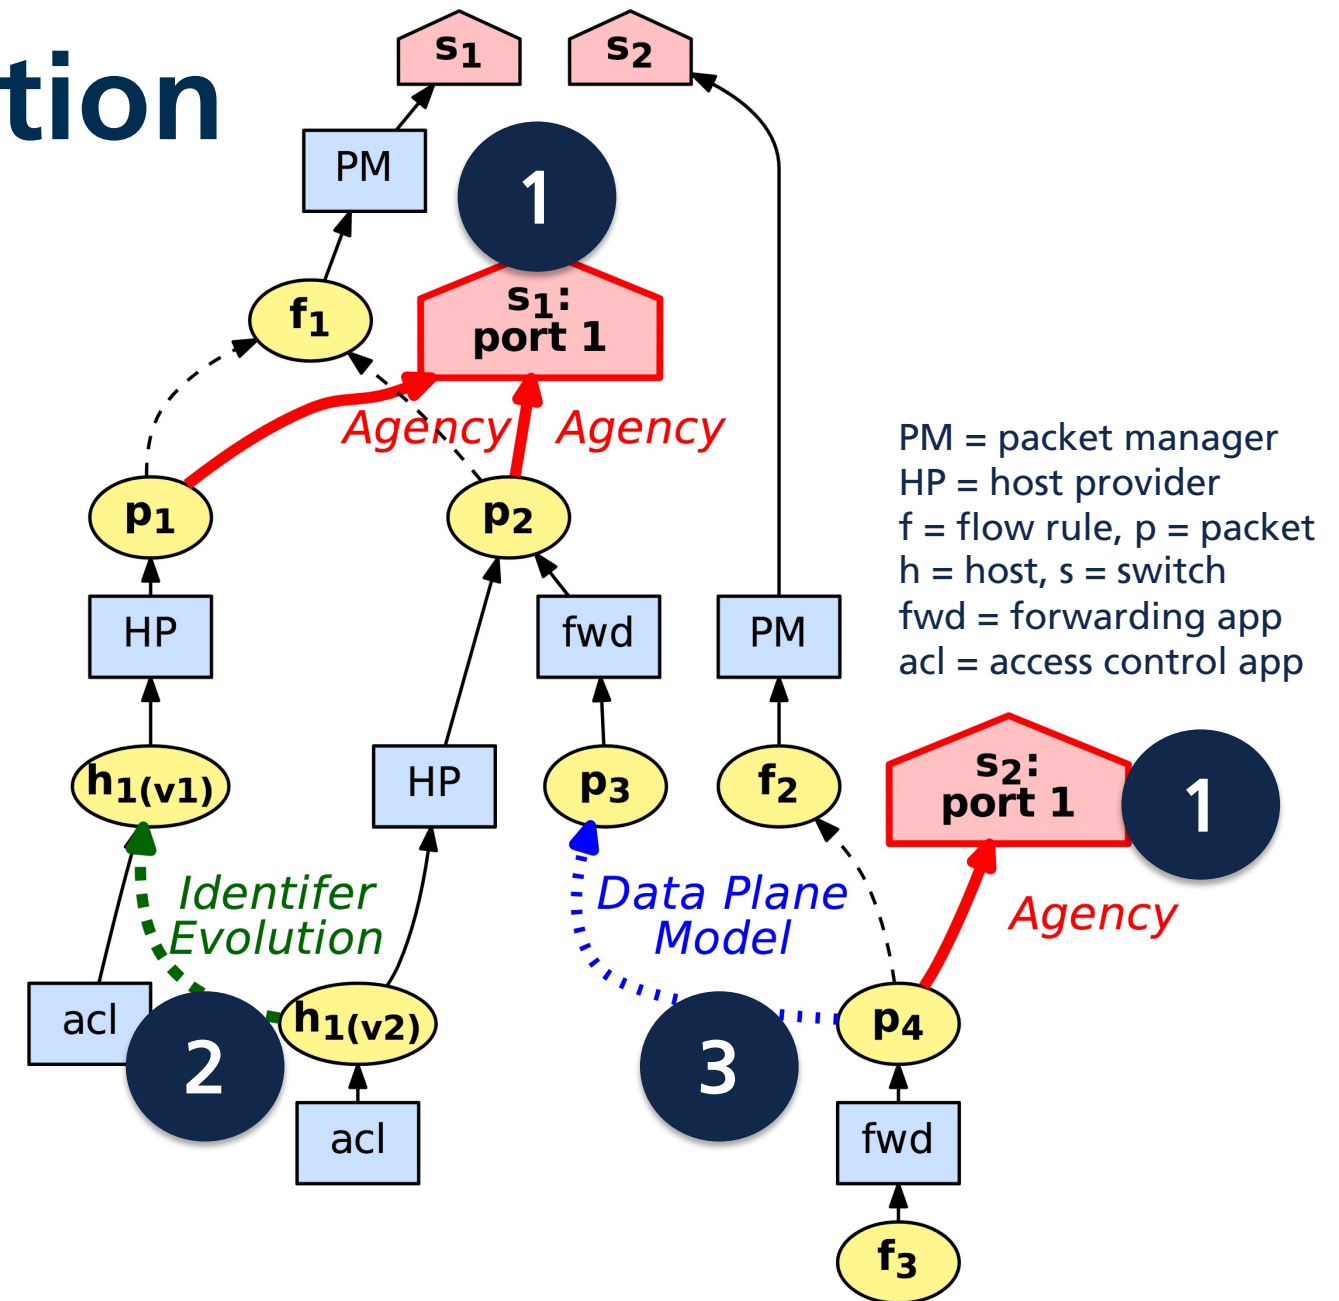 tion
s1
s2
PM
1
f1
s1:
port 1
Agency
Agency
PM = packet manager
HP = host provider
f = flow rule, p = packet
h = host, s = switch
fwd = forwarding app
acl = access control app
p1
p2
HP
fwd
PM
h1(v1)
HP
p3
f2
s2:
port 1
1
Identifer
Evolution
Data Plane
Model
Agency
acl
2
h1(v2)
3
p4
acl
fwd
f3